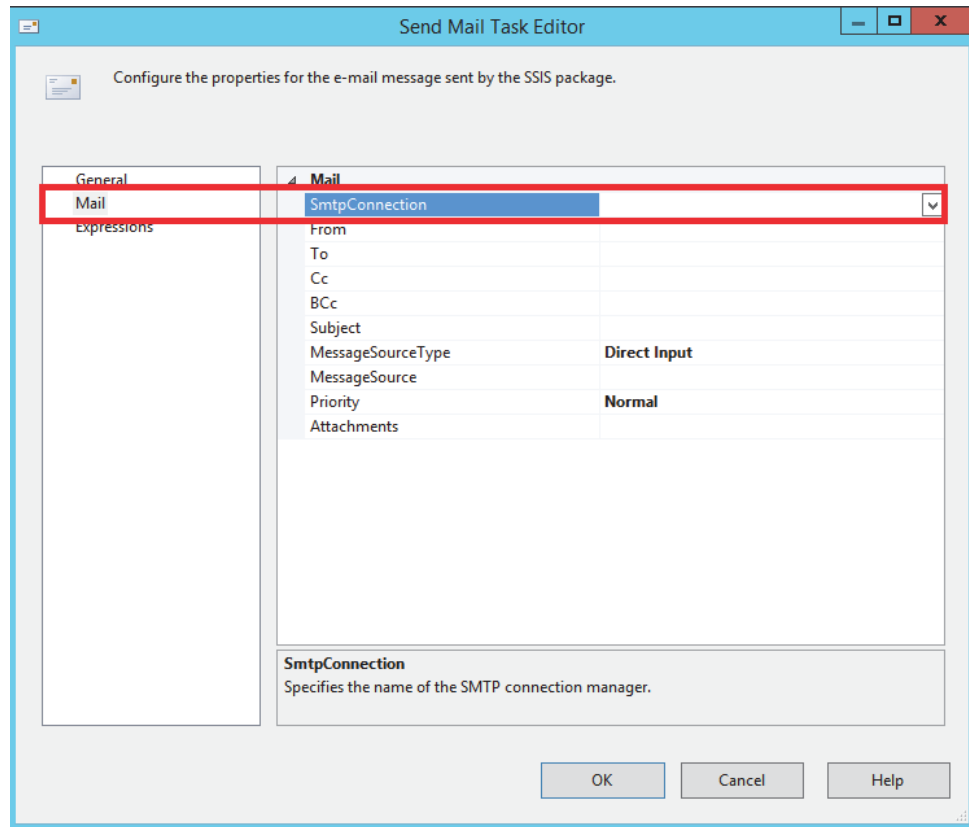 Send Mail Task Editor
Configure the properties for the e-mail message sent by the SSIS package.
General
Mail
Expressions
Mail
SmtpConnection
From
To
Cc
BCc
Subject
MessageSourceType Direct Input
MessageSource
Priority Normal
Attachments
SmtpConnection
Specifies the name of the SMTP connection manager.
OK Cancel Help